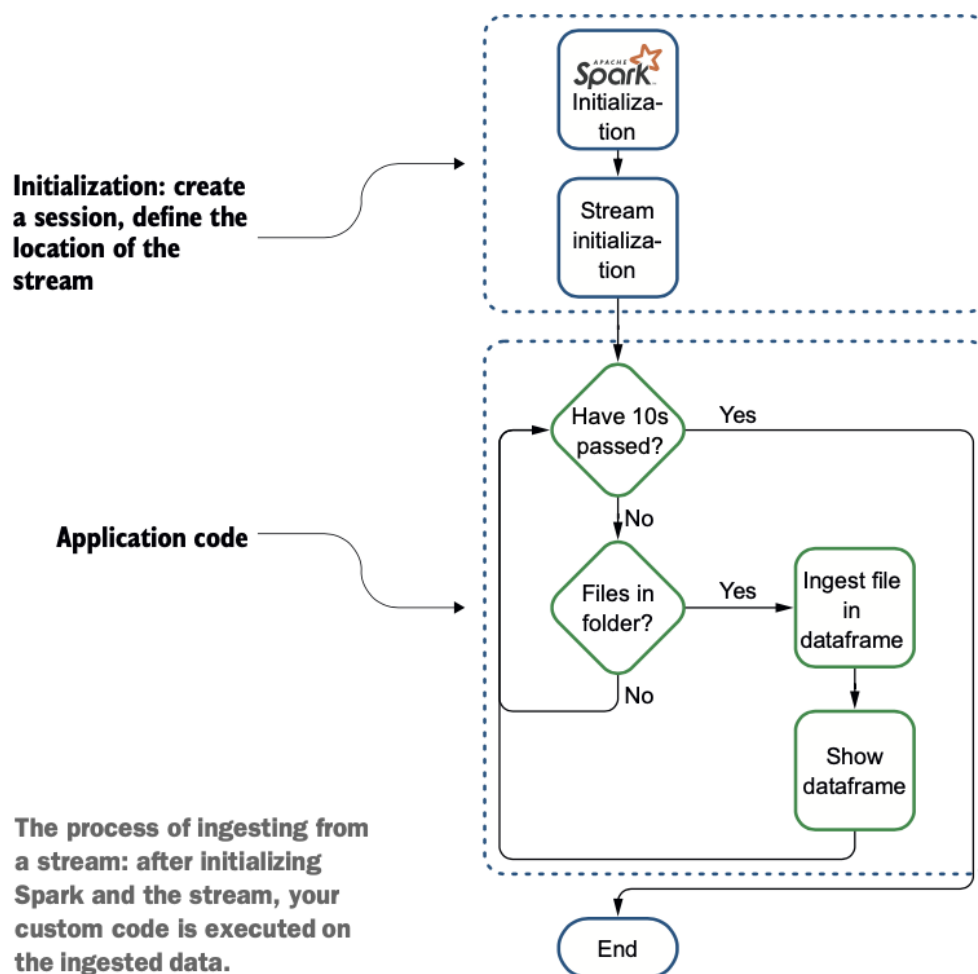 APACHE
Spark
Initializa-
tion
Initialization: create
a session, define the
location of the
stream
Stream
initializa-
tion
Have 10s
passed?
Yes
No
Application code
Files in
folder?
Yes
Ingest file
in
dataframe
No
Show
dataframe
The process of ingesting from
a stream: after initializing
Spark and the stream, your
custom code is executed on
the ingested data.
End